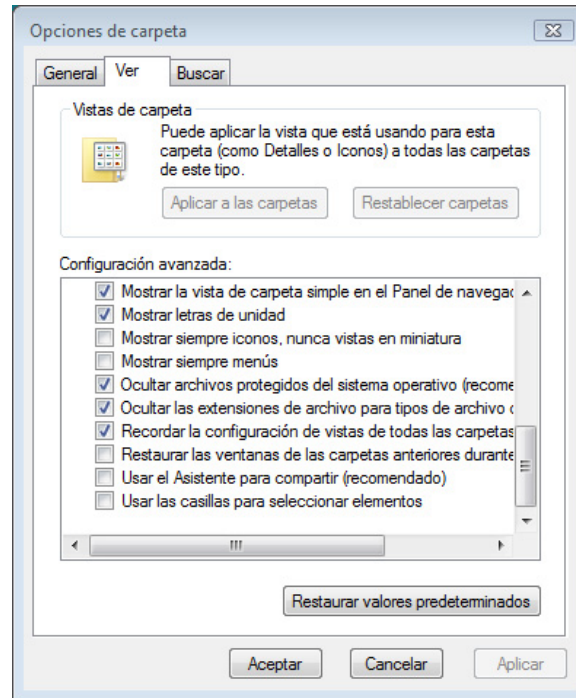 Opciones de carpeta
General
Ver
Buscar
Vistas de carpeta
Puede aplicar la vista que está usando para esta
carpeta (como Detalles o Iconos) a todas las carpetas
de este tipo.
Aplicar a las carpetas
Restablecer carpetas
Configuración avanzada:
Mostrar la vista de carpeta simple en el Panel de navegac
Mostrar letras de unidad
Mostrar siempre iconos, nunca vistas en miniatura
Mostrar siempre menús
Ocultar archivos protegidos del sistema operativo (recome
Ocultar las extensiones de archivo para tipos de archivo c
Recordar la configuración de vistas de todas las carpetas
Restaurar las ventanas de las carpetas anteriores durante
Usar el Asistente para compartir (recomendado)
Usar las casillas para seleccionar elementos
Restaurar valores predeterminados
Aceptar
Cancelar
Aplicar